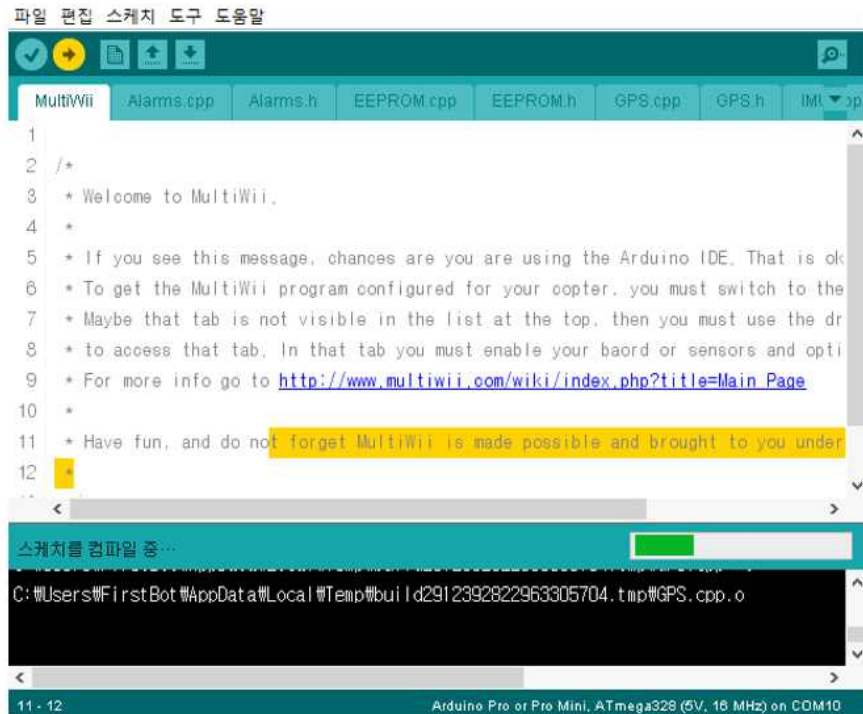 파일 편집 스케치 도구 도움말
MultiWii Alarms.cpp Alarms.h EEPROM.cpp EEPROM.h GPS.cpp GPS.h
1
2 /*
3 * Welcome to MultiWii.
4 *
5 * If you see this message, chances are you are using the Arduino IDE. That is ok
6 * To get the MultiWii program configured for your copter, you must switch to the
7 * Maybe that tab is not visible in the list at the top, then you must use the dr
8 * to access that tab. In that tab you must enable your baord or sensors and opti
9 * For more info go to http://www.multiwii.com/wiki/index.php?title=Main_Page
10 *
11 * Have fun, and do not forget MultiWii is made possible and brought to you under
12 *
스케치를 컴파일 중…
C:₩Users₩FirstBot₩AppData₩Local₩Temp₩build2912392822963305704.tmp₩GPS.cpp.o
11 - 12 Arduino Pro or Pro Mini, ATmega328 (5V, 16 MHz) on COM10